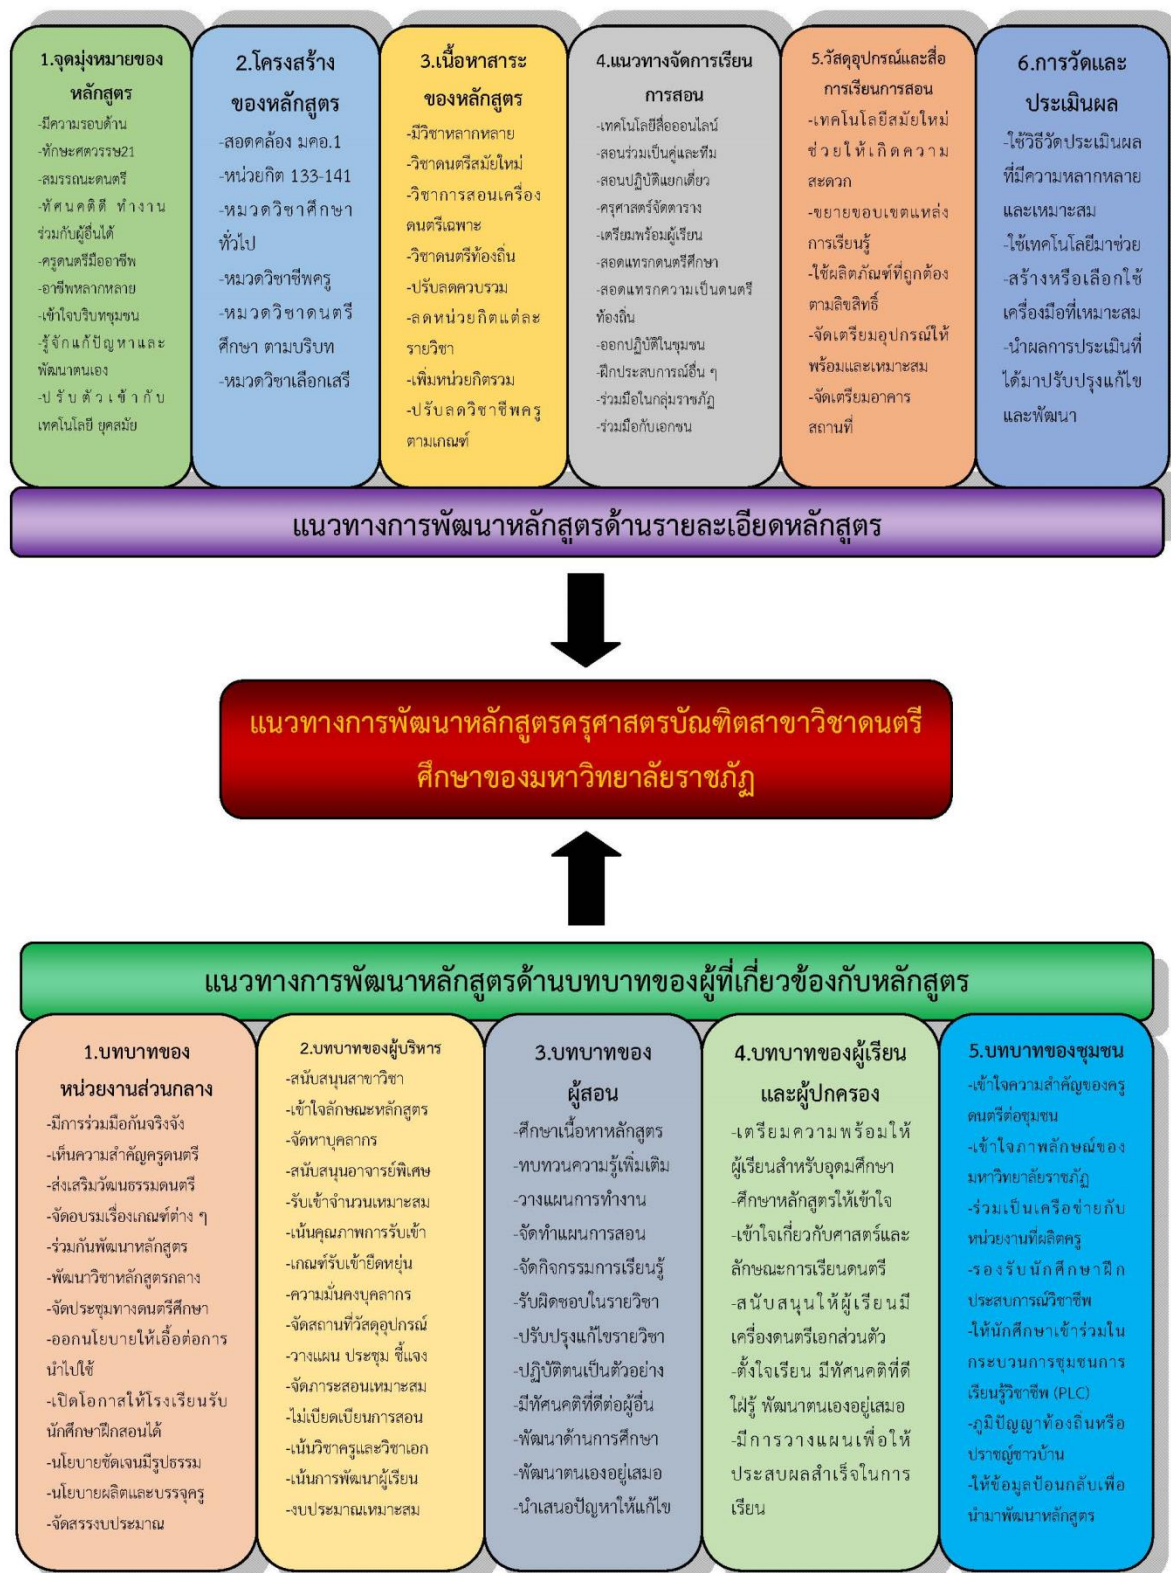 1.จุดมุ่งหมายของ
หลักสูตร
-มีความรอบด้าน
-ทักษะศตวรรษ21
-สมรรถนะดนตรี
-ทัศนคติดี ทำงาน
ร่วมกับผู้อื่นได้
-ครูดนตรีมืออาชีพ
-อาชีพหลากหลาย
-เข้าใจบริบทชุมชน
-รู้จักแก้ปัญหาและ
พัฒนาตนเอง
-ปรับตัวเข้ากับ
เทคโนโลยี ยุคสมัย
2.โครงสร้าง
ของหลักสูตร
-สอดคล้อง มคอ.1
-หน่วยกิต 133-141
-หมวดวิชาศึกษา
ทั่วไป
-หมวดวิชาชีพครู
-หมวดวิชาดนตรี
ศึกษา ตามบริบท
-หมวดวิชาเลือกเสรี
3.เนื้อหาสาระ
ของหลักสูตร
-มีวิชาหลากหลาย
-วิชาดนตรีสมัยใหม่
-วิชาการสอนเครื่อง
ดนตรีเฉพาะ
-วิชาดนตรีท้องถิ่น
-ปรับลดควบรวม
-ลดหน่วยกิตแต่ละ
รายวิชา
-เพิ่มหน่วยกิตรวม
-ปรับลดวิชาชีพครู
ตามเกณฑ์
4.แนวทางจัดการเรียน
การสอน
-เทคโนโลยีสื่อออนไลน์
-สอนร่วมเป็นคู่และทีม
-สอนปฏิบัติแยกเดี่ยว
-ครุศาสตร์จัดตาราง
-เตรียมพร้อมผู้เรียน
-สอดแทรกดนตรีศึกษา
-สอดแทรกความเป็นดนตรี
ท้องถิ่น
-ออกปฏิบัติในชุมชน
-ฝึกประสบการณ์อื่น ๆ
-ร่วมมือในกลุ่มราชภัฏ
-ร่วมมือกับเอกชน
5.วัสดุอุปกรณ์และสื่อ
การเรียนการสอน
-เทคโนโลยีสมัยใหม่
ช่วยให้เกิดความ
สะดวก
-ขยายขอบเขตแหล่ง
การเรียนรู้
-ใช้ผลิตภัณฑ์ที่ถูกต้อง
ตามลิขสิทธิ์
-จัดเตรียมอุปกรณ์ให้
พร้อมและเหมาะสม
-จัดเตรียมอาคาร
สถานที่
6.การวัดและ
ประเมินผล
-ใช้วิธีวัดประเมินผล
ที่มีความหลากหลาย
และเหมาะสม
-ใช้เทคโนโลยีมาช่วย
-สร้างหรือเลือกใช้
เครื่องมือที่เหมาะสม
-นำผลการประเมินที่
ได้มาปรับปรุงแก้ไข
และพัฒนา
แนวทางการพัฒนาหลักสูตรด้านรายละเอียดหลักสูตร
แนวทางการพัฒนาหลักสูตรครุศาสตรบัณฑิตสาขาวิชาดนตรี
ศึกษาของมหาวิทยาลัยราชภัฏ
แนวทางการพัฒนาหลักสูตรด้านบทบาทของผู้ที่เกี่ยวข้องกับหลักสูตร
1.บทบาทของ
หน่วยงานส่วนกลาง
-มีการร่วมมือกันจริงจัง
-เห็นความสำคัญครูดนตรี
-ส่งเสริมวัฒนธรรมดนตรี
-จัดอบรมเรื่องเกณฑ์ต่าง ๆ
-ร่วมกันพัฒนาหลักสูตร
-พัฒนาวิชาหลักสูตรกลาง
-จัดประชุมทางดนตรีศึกษา
-ออกนโยบายให้เอื้อต่อการ
นำไปใช้
-เปิดโอกาสให้โรงเรียนรับ
นักศึกษาฝึกสอนได้
-นโยบายชัดเจนมีรูปธรรม
-นโยบายผลิตและบรรจุครู
-จัดสรรงบประมาณ
2.บทบาทของผู้บริหาร
-สนับสนุนสาขาวิชา
-เข้าใจลักษณะหลักสูตร
-จัดหาบุคลากร
-สนับสนุนอาจารย์พิเศษ
-รับเข้าจำนวนเหมาะสม
-เน้นคุณภาพการรับเข้า
-เกณฑ์รับเข้ายืดหยุ่น
-ความมั่นคงบุคลากร
-จัดสถานที่วัสดุอุปกรณ์
-วางแผน ประชุม ชี้แจง
-จัดภาระสอนเหมาะสม
-ไม่เบียดเบียนการสอน
-เน้นวิชาครูและวิชาเอก
-เน้นการพัฒนาผู้เรียน
-งบประมาณเหมาะสม
3.บทบาทของ
ผู้สอน
-ศึกษาเนื้อหาหลักสูตร
-ทบทวนความรู้เพิ่มเติม
-วางแผนการทำงาน
-จัดทำแผนการสอน
-จัดกิจกรรมการเรียนรู้
-รับผิดชอบในรายวิชา
-ปรับปรุงแก้ไขรายวิชา
-ปฏิบัติตนเป็นตัวอย่าง
-มีทัศนคติที่ดีต่อผู้อื่น
-พัฒนาด้านการศึกษา
-พัฒนาตนเองอยู่เสมอ
-นำเสนอปัญหาให้แก้ไข
4.บทบาทของผู้เรียน
และผู้ปกครอง
-เตรียมความพร้อมให้
ผู้เรียนสำหรับอุดมศึกษา
-ศึกษาหลักสูตรให้เข้าใจ
-เข้าใจเกี่ยวกับศาสตร์และ
ลักษณะการเรียนดนตรี
-สนับสนุนให้ผู้เรียนมี
เครื่องดนตรีเอกส่วนตัว
-ตั้งใจเรียน มีทัศนคติที่ดี
ใฝ่รู้ พัฒนาตนเองอยู่เสมอ
-มีการวางแผนเพื่อให้
ประสบผลสำเร็จในการ
เรียน
5.บทบาทของชุมชน
-เข้าใจความสำคัญของครู
ดนตรีต่อชุมชน
-เข้าใจภาพลักษณ์ของ
มหาวิทยาลัยราชภัฏ
-ร่วมเป็นเครือข่ายกับ
หน่วยงานที่ผลิตครู
-รองรับนักศึกษาฝึก
ประสบการณ์วิชาชีพ
-ให้นักศึกษาเข้าร่วมใน
กระบวนการชุมชนการ
เรียนรู้วิชาชีพ (PLC)
-ภูมิปัญญาท้องถิ่นหรือ
ปราชญ์ชาวบ้าน
-ให้ข้อมูลป้อนกลับเพื่อ
นำมาพัฒนาหลักสูตร